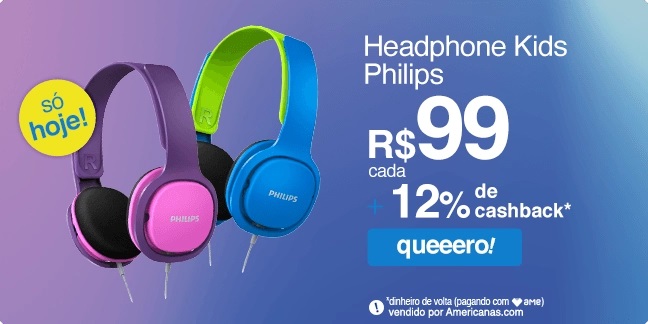 só
hoje!
R
R
PHILIPS
PHILIPS
Headphone Kids
Philips
R$99
cada
+ 12% de
cashback*
queeero!
*dinheiro de volta (pagando com ame)
vendido por Americanas.com